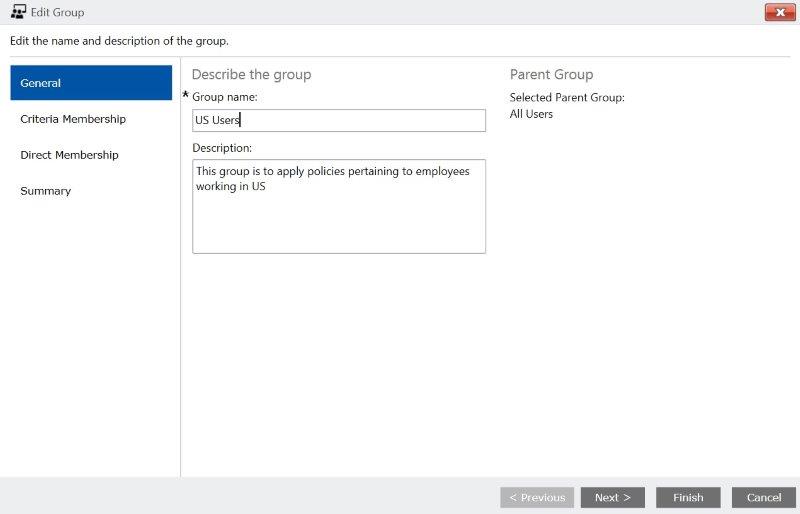 Edit Group
Edit the name and description of the group.
General
Criteria Membership
Direct Membership
Summary
Describe the group
* Group name:
US Users
Description:
This group is to apply policies pertaining to employees
working in US
Parent Group
Selected Parent Group:
All Users
< Previous
Next >
Finish
Cancel